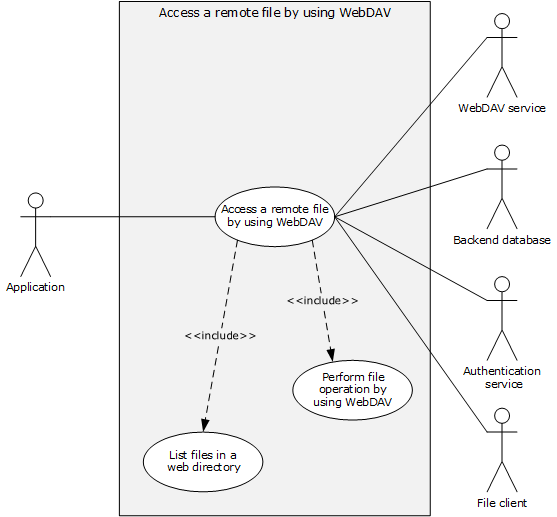 Access a remote file by using WebDAV
WebDAV service
Access a remote file
by using WebDAV
Backend database
Application
<<include>>
<<include>>
Authentication
service
Perform file
operation by
using WebDAV
List files in a
web directory
File client